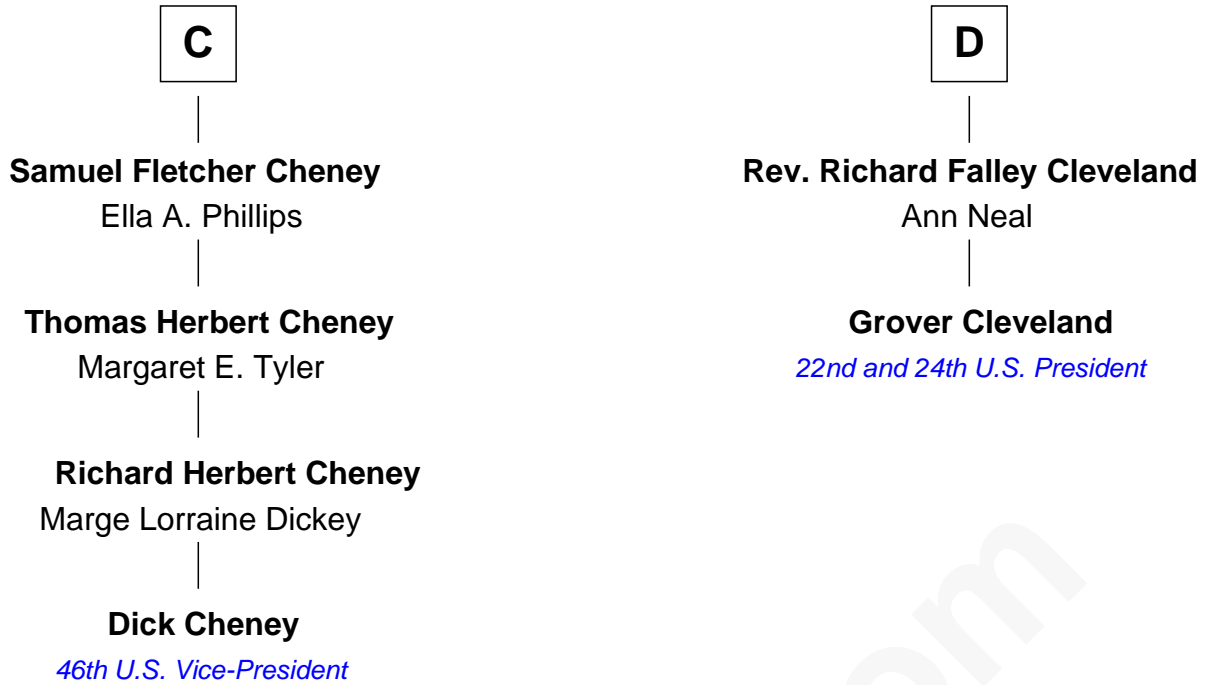 C
Samuel Fletcher Cheney
Ella A. Phillips
Thomas Herbert Cheney
Margaret E. Tyler
Richard Herbert Cheney
Marge Lorraine Dickey
Dick Cheney
46th U.S. Vice-President
D
Rev. Richard Falley Cleveland
Ann Neal
Grover Cleveland
22nd and 24th U.S. President
om